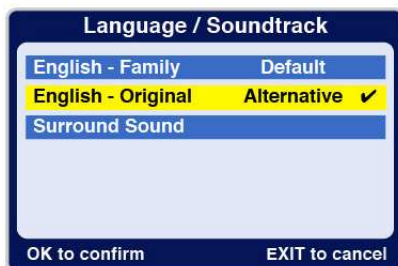 Language / Soundtrack
English - Family Default
English - Original Alternative ✔
Surround Sound
OK to confirm EXIT to cancel